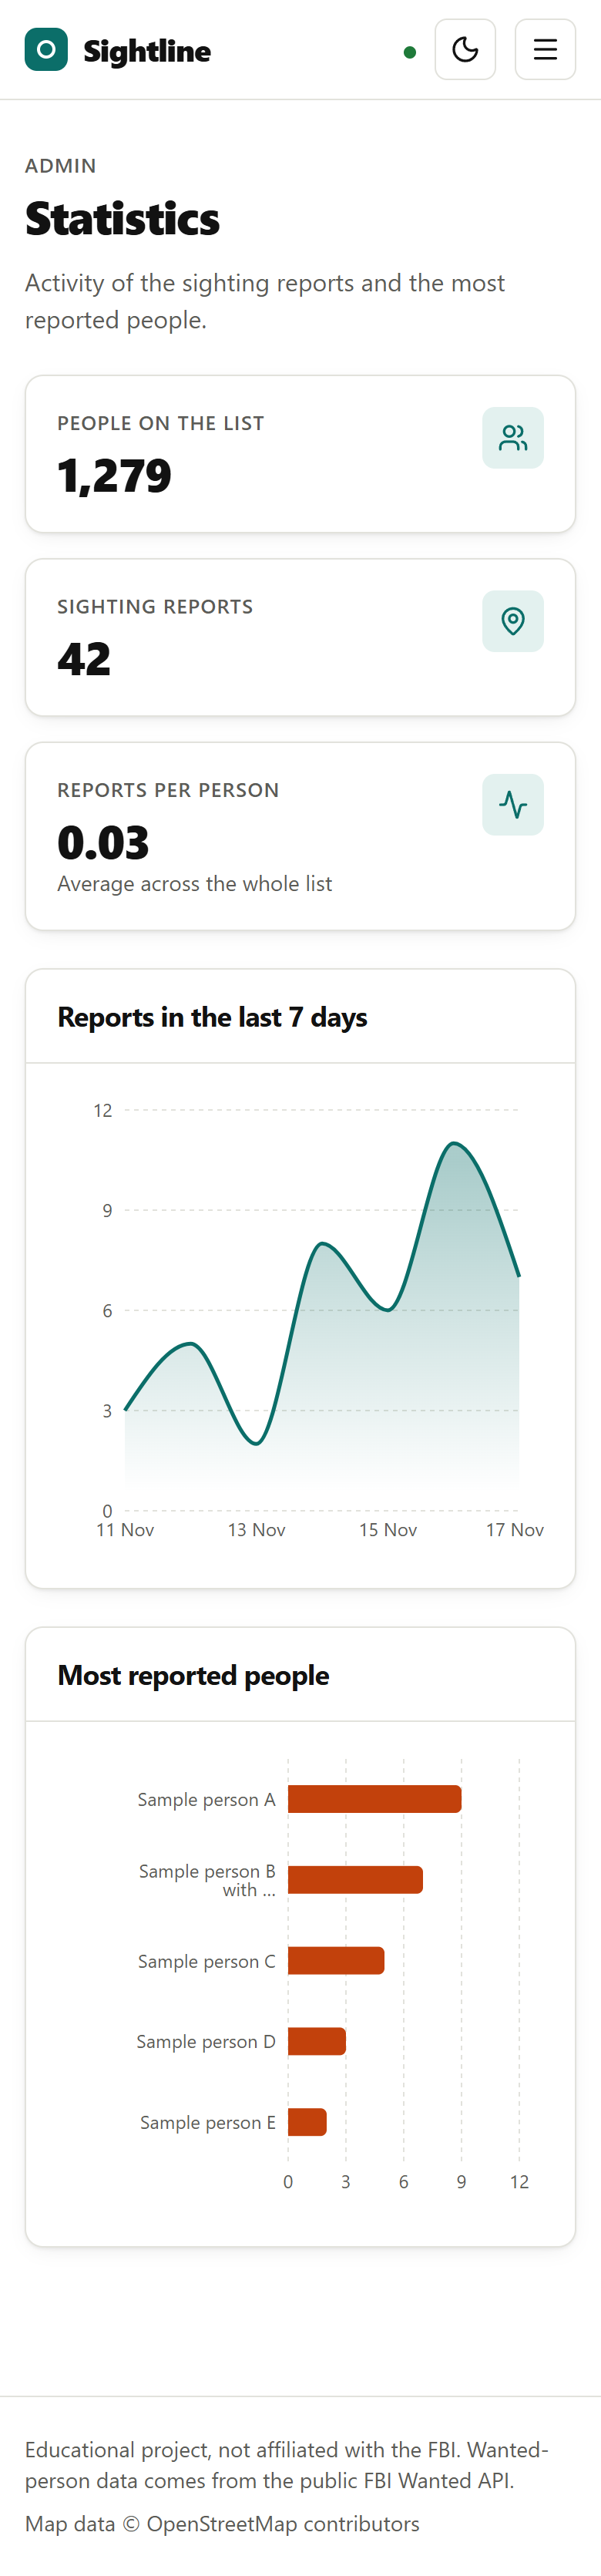 Sightline
ADMIN
Statistics
Activity of the sighting reports and the most
reported people.
PEOPLE ON THE LIST
1,279
SIGHTING REPORTS
42
REPORTS PER PERSON
0.03
Average across the whole list
Reports in the last 7 days
12
9
6
3
0
11 Nov 13 Nov 15 Nov 17 Nov
Most reported people
Sample person A
Sample person B
with ...
Sample person C
Sample person D
Sample person E
0 3 6 9 12
Educational project, not affiliated with the FBI. Wanted-
person data comes from the public FBI Wanted API.
Map data © OpenStreetMap contributors